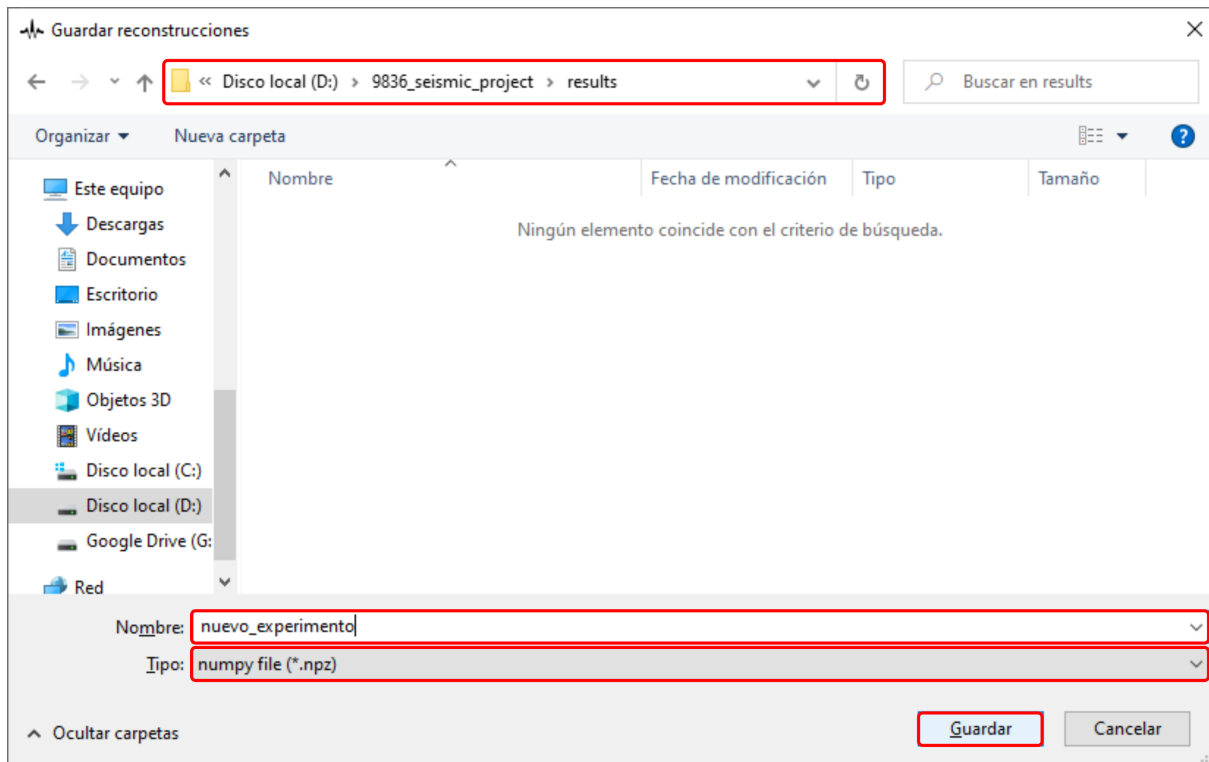 Guardar reconstrucciones
« Disco local (D:) › 9836_seismic_project › results
Buscar en results
Organizar
Nueva carpeta
?
Nombre
Fecha de modificación
Tipo
Tamaño
Ningún elemento coincide con el criterio de búsqueda.
Este equipo
Descargas
Documentos
Escritorio
Imágenes
Música
Objetos 3D
Vídeos
Disco local (C:)
Disco local (D:)
Google Drive (G:
Red
Nombre: nuevo_experimento
Tipo: numpy file (*.npz)
Ocultar carpetas
Guardar
Cancelar